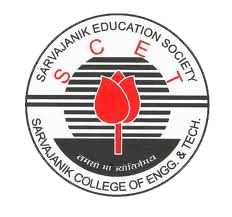 SARVAJANIK EDUCATION SOCIETY
S C E T
तमसो मा ज्योतिर्गमय
SARVAJANIK COLLEGE OF ENGG. & TECH.